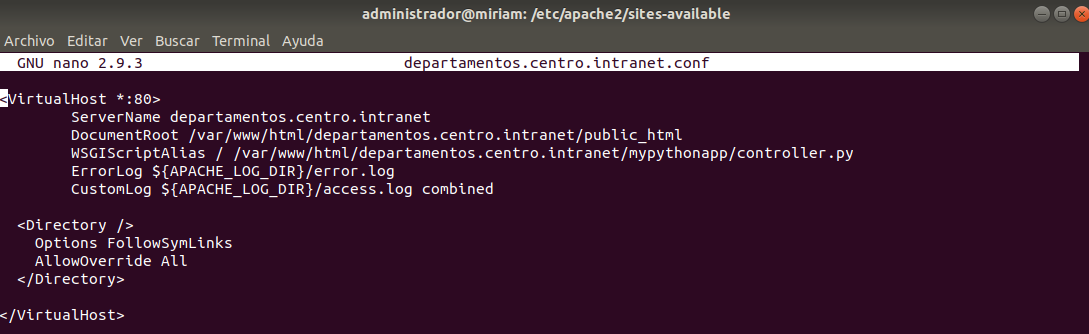 administrador@miriam: /etc/apache2/sites-available
Archivo Editar Ver Buscar Terminal Ayuda
GNU nano 2.9.3 departamentos.centro.intranet.conf
<VirtualHost *:80>
ServerName departamentos.centro.intranet
DocumentRoot /var/www/html/departamentos.centro.intranet/public_html
WSGIScriptAlias / /var/www/html/departamentos.centro.intranet/mypythonapp/controller.py
ErrorLog ${APACHE_LOG_DIR}/error.log
CustomLog ${APACHE_LOG_DIR}/access.log combined
<Directory />
Options FollowSymLinks
AllowOverride All
</Directory>
</VirtualHost>